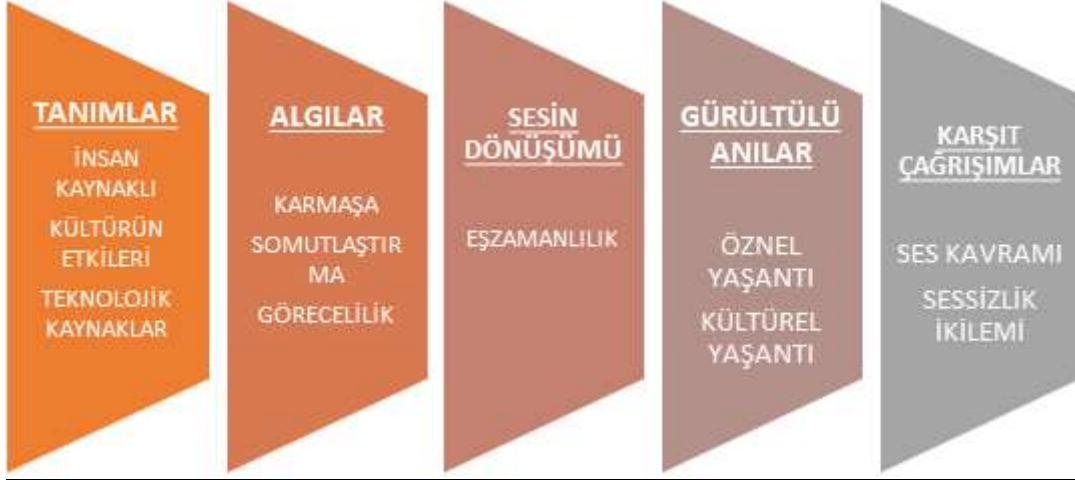 TANIMLAR
İNSAN
KAYNAKLI
KÜLTÜRÜN
ETKİLERİ
TEKNOLOJİK
KAYNAKLAR
ALGILAR
KARMAŞA
SOMUTLAŞTIR
MA
GÖRECELİLİK
SESİN
DÖNÜŞÜMÜ
EŞZAMANLILIK
GÜRÜLTÜLÜ
ANILAR
ÖZNEL
YAŞANTI
KÜLTÜREL
YAŞANTI
KARŞIT
ÇAĞRIŞIMLAR
SES KAVRAMI
SESSİZLİK
İKİLEMİ